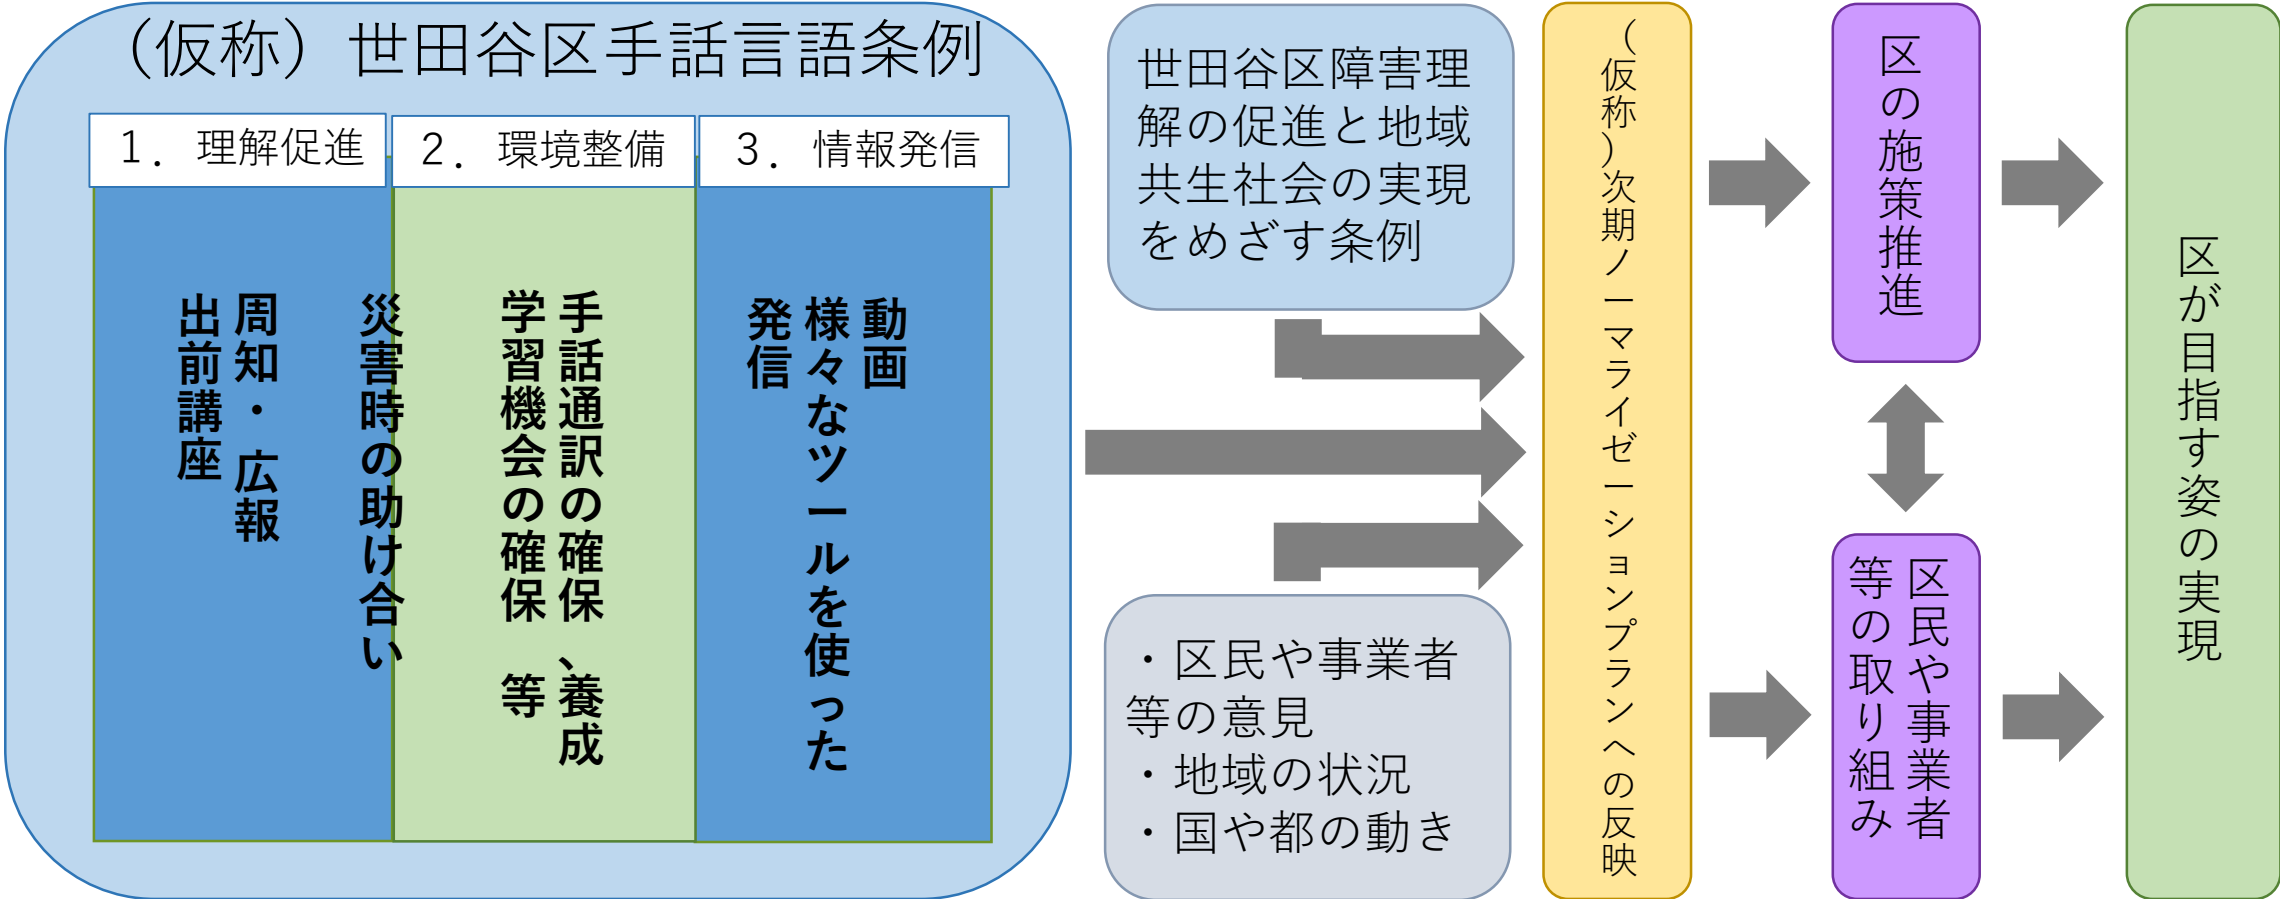 （仮称）世田谷区手話言語条例
１．理解促進
周知・広報
出前講座
災害時の助け合い
２．環境整備
手話通訳の確保、養成
学習機会の確保　等
３．情報発信
動画
様々なツールを使った
発信
世田谷区障害理
解の促進と地域
共生社会の実現
をめざす条例
・区民や事業者
等の意見
・地域の状況
・国や都の動き
（仮称）次期ノーマライゼーションプランへの反映
区の施策推進
区民や事業者
等の取り組み
区が目指す姿の実現